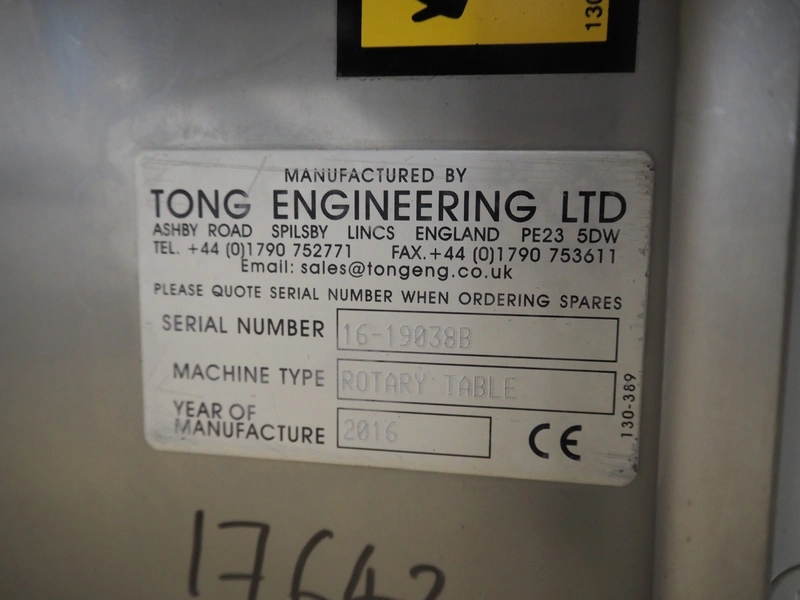 130
MANUFACTURED BY
TONG ENGINEERING LTD
ASHBY ROAD SPILSBY LINCS ENGLAND PE23 5DW
TEL. +44 (0)1790 752771 FAX.+44 (0)1790 753611
Email: sales@tongeng.co.uk
PLEASE QUOTE SERIAL NUMBER WHEN ORDERING SPARES
SERIAL NUMBER 16-19038B
MACHINE TYPE ROTARY TABLE
YEAR OF
MANUFACTURE 2016
CE
130-389
17642